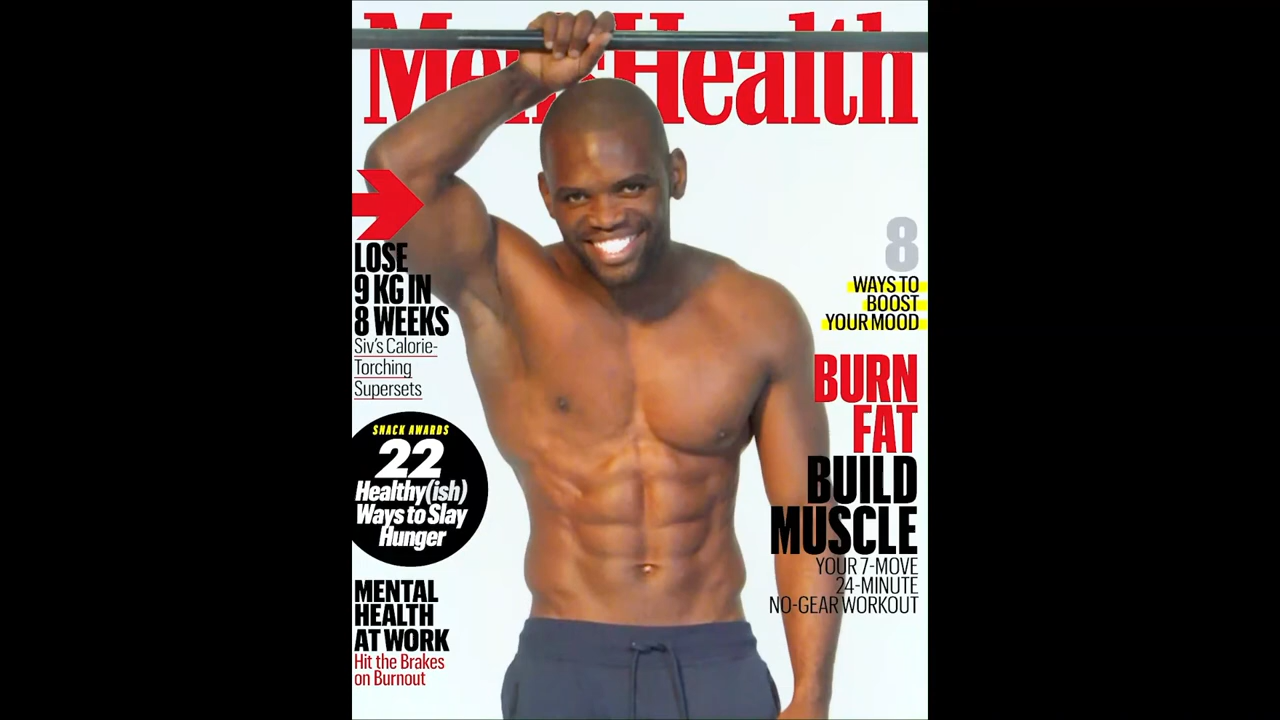 Men's Health
LOSE
9 KG IN
8 WEEKS
Siv's Calorie-
Torching
Supersets
SNACK AWARDS
22
Healthy(ish)
Ways to Slay
Hunger
MENTAL
HEALTH
AT WORK
Hit the Brakes
on Burnout
8
WAYS TO
BOOST
YOUR MOOD
BURN
FAT
BUILD
MUSCLE
YOUR 7-MOVE
24-MINUTE
NO-GEAR WORKOUT